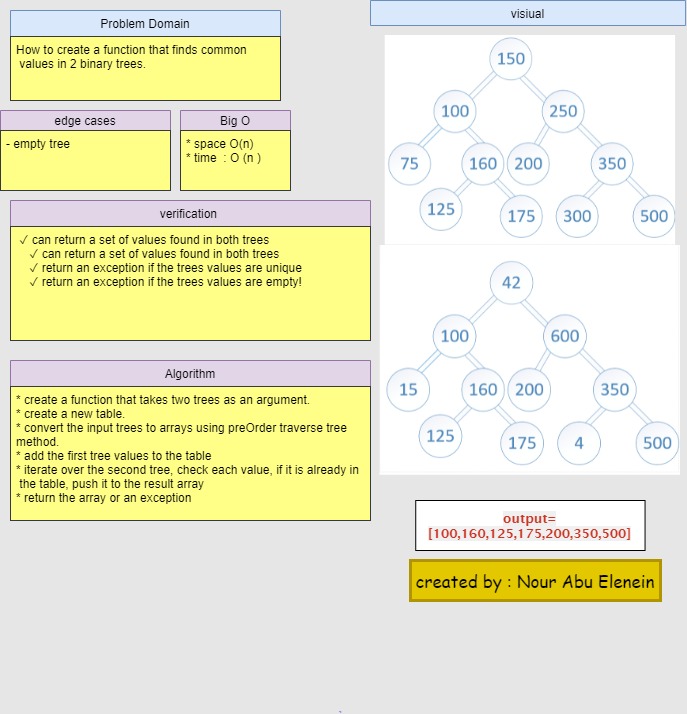 Problem Domain
How to create a function that finds common
values in 2 binary trees.
edge cases
- empty tree
Big O
* space O(n)
* time : O (n )
verification
✓ can return a set of values found in both trees
✓ can return a set of values found in both trees
✓ return an exception if the trees values are unique
✓ return an exception if the trees values are empty!
Algorithm
* create a function that takes two trees as an argument.
* create a new table.
* convert the input trees to arrays using preOrder traverse tree
method.
* add the first tree values to the table
* iterate over the second tree, check each value, if it is already in
the table, push it to the result array
* return the array or an exception
visiual
150
100 250
75 160 200 350
125 175 300 500
42
100 600
15 160 200 350
125 175 4 500
output=
[100,160,125,175,200,350,500]
created by : Nour Abu Elenein